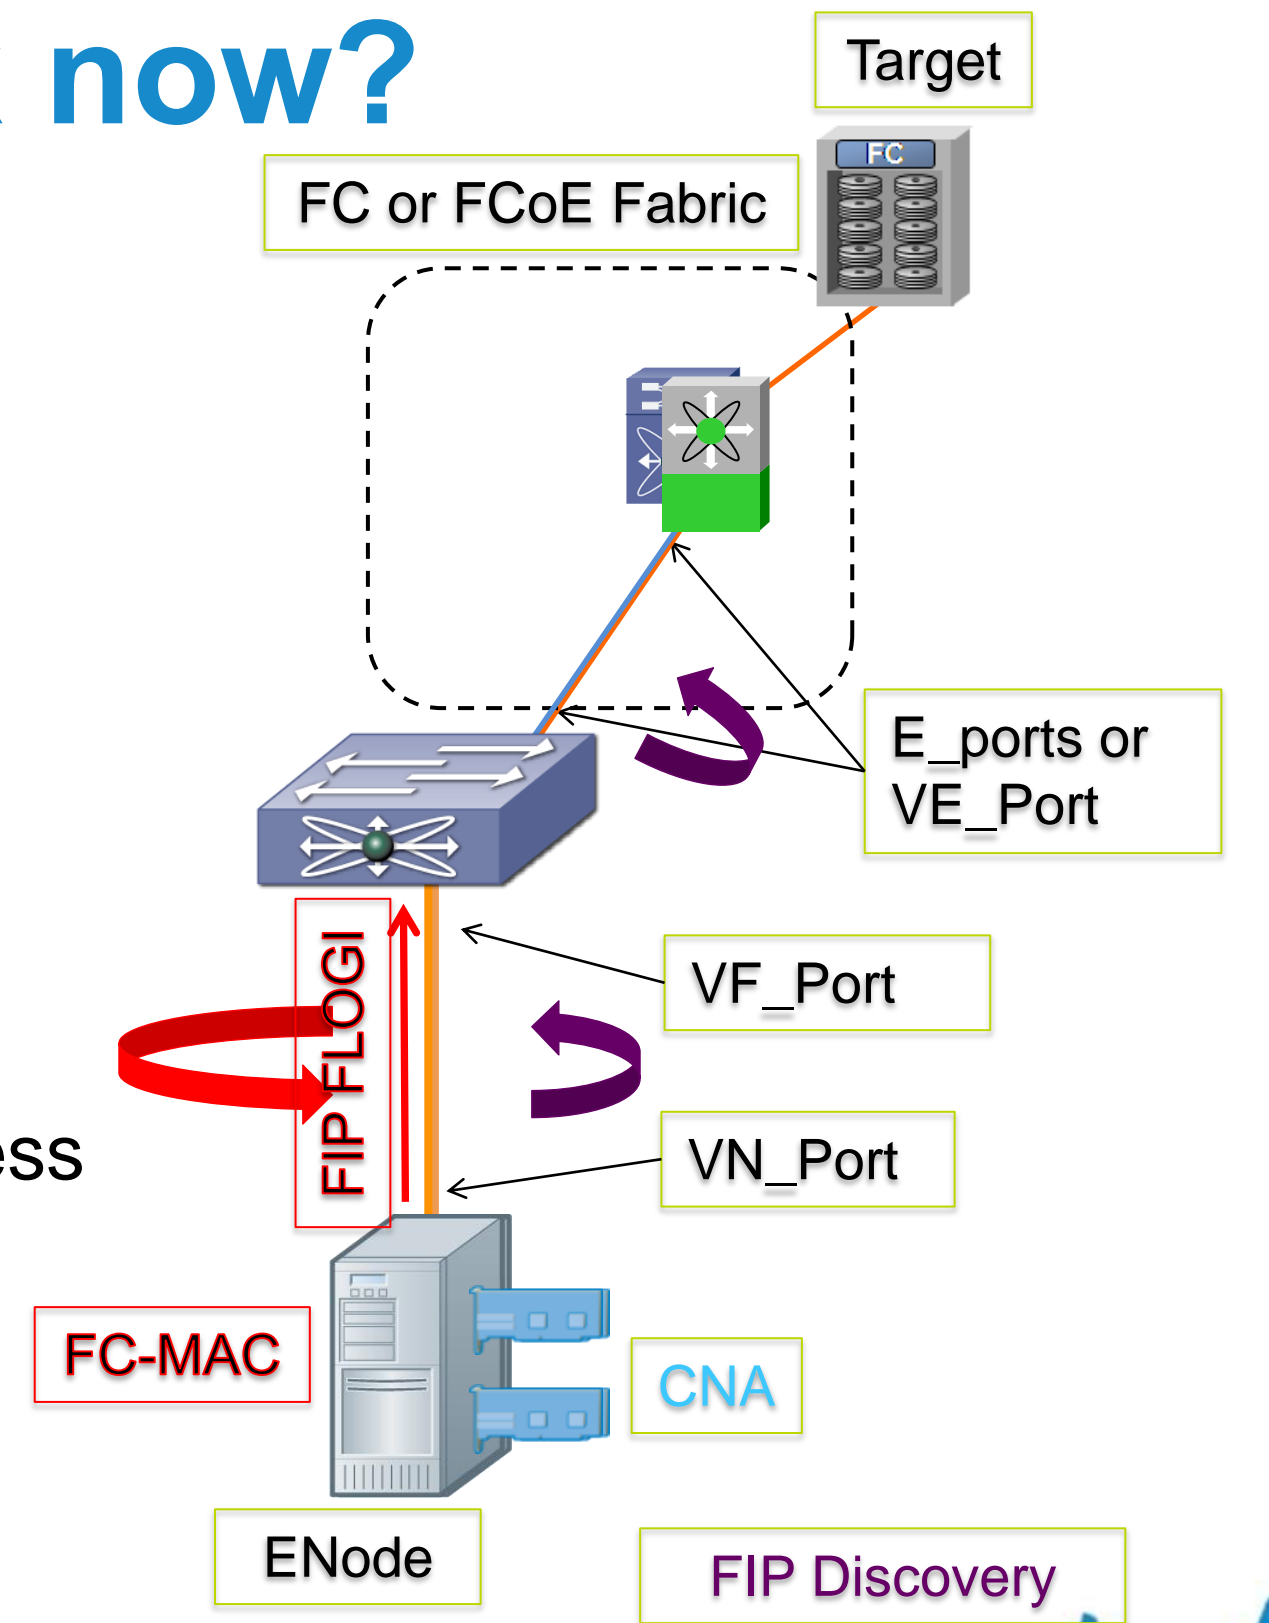 now?
Target
FC
FC or FCoE Fabric
E_ports or
VE_Port
VF_Port
FIP FLOGI
VN_Port
ess
FC-MAC
CNA
ENode
FIP Discovery